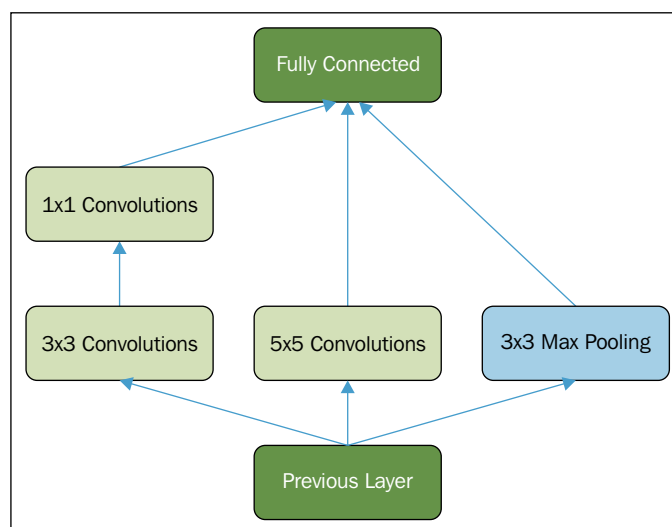 Fully Connected
1x1 Convolutions
3x3 Convolutions
5x5 Convolutions
3x3 Max Pooling
Previous Layer